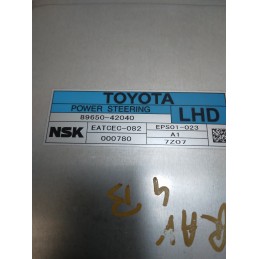 TOYOTA
POWER STEERING
89650-42040 LHD
NSK EATCEC-082 EPS01-023
000780 A1
7Z07
RAV
4
B